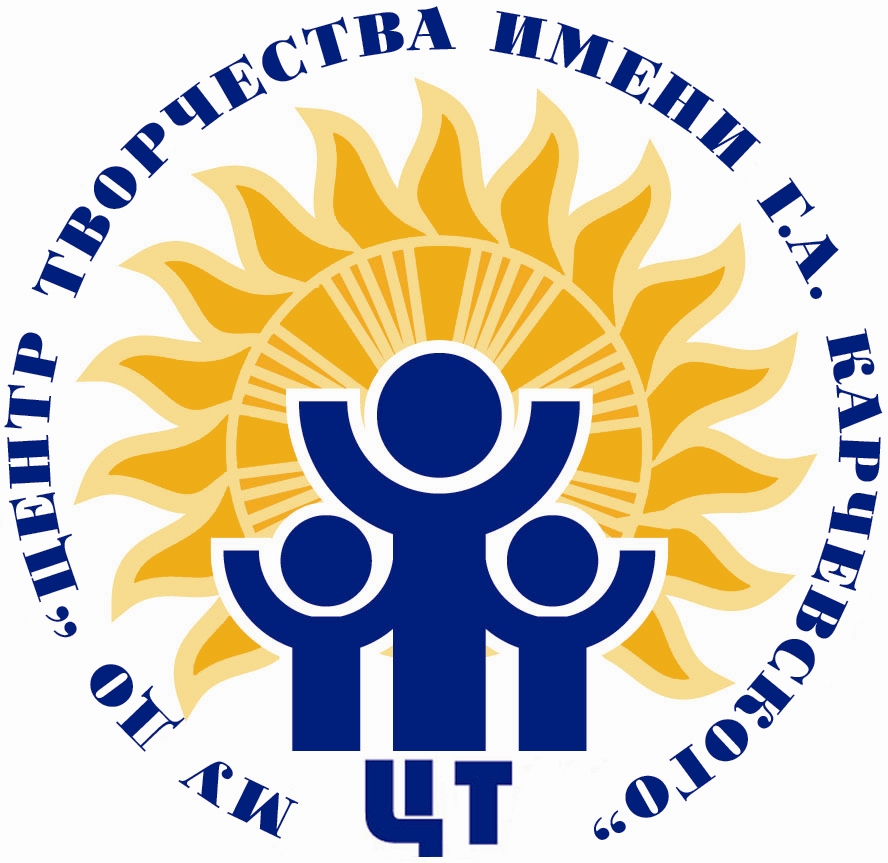 МУ ДО "ЦЕНТР ТВОРЧЕСТВА ИМЕНИ Г.А. КАРЧЕВСКОГО"
ЦТ